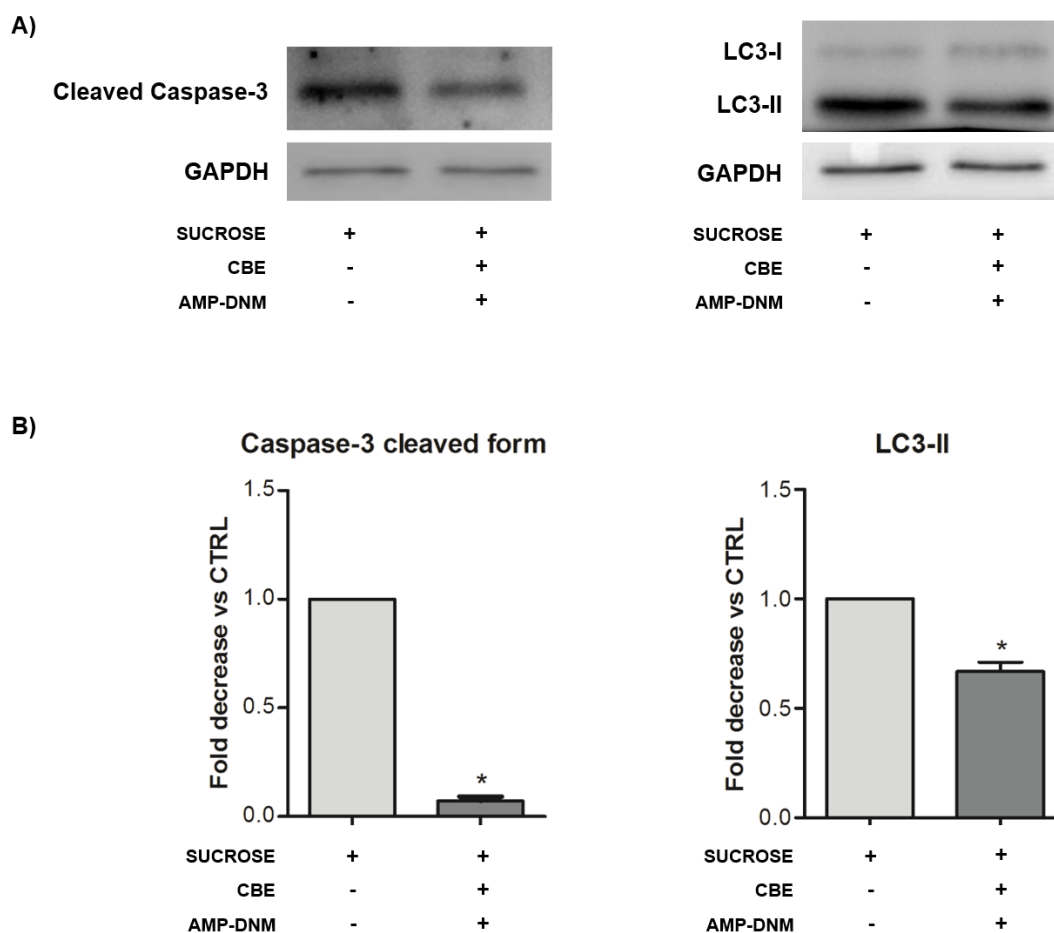 A)
Cleaved Caspase-3
GAPDH
SUCROSE + +
CBE - +
AMP-DNM - +
LC3-I
LC3-II
GAPDH
SUCROSE + +
CBE - +
AMP-DNM - +
B)
Caspase-3 cleaved form
Fold decrease vs CTRL
1.5
1.0
0.5
0.0
*
SUCROSE + +
CBE - +
AMP-DNM - +
LC3-II
Fold decrease vs CTRL
1.5
1.0
0.5
0.0
*
SUCROSE + +
CBE - +
AMP-DNM - +